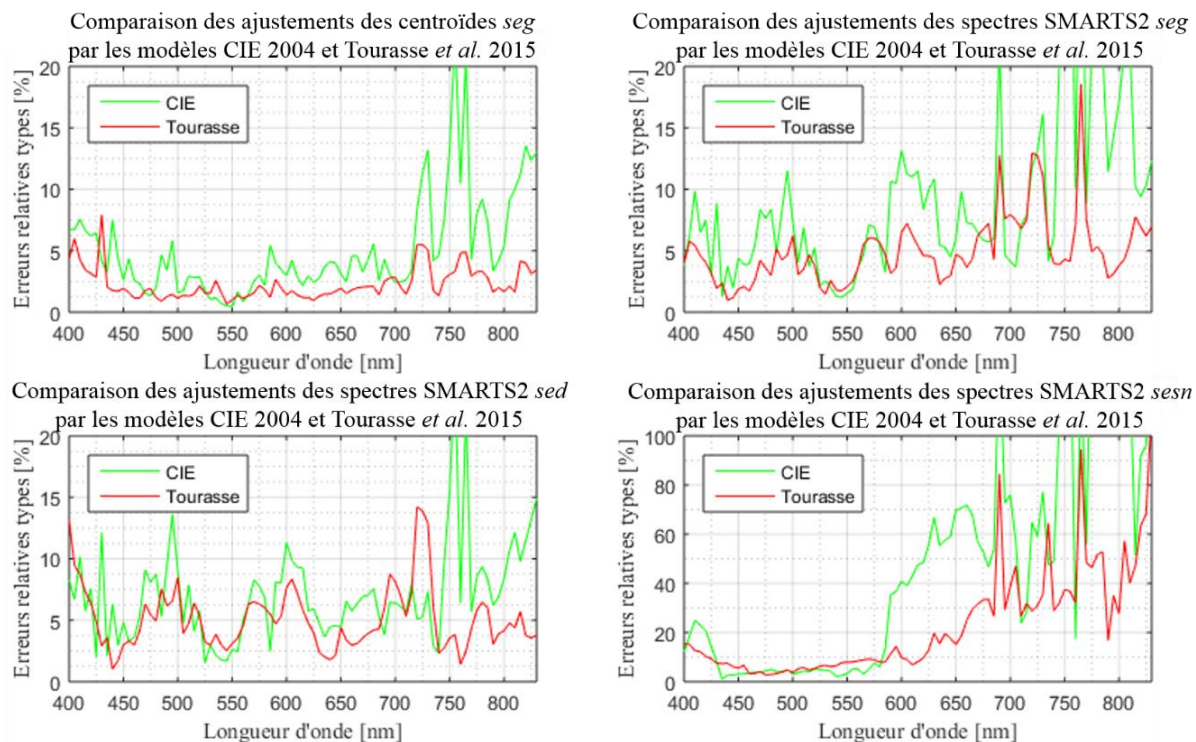 Comparaison des ajustements des centroïdes seg
par les modèles CIE 2004 et Tourasse et al. 2015
Erreurs relatives types [%]
20
15
10
5
0
CIE
Tourasse
400 450 500 550 600 650 700 750 800
Longueur d'onde [nm]
Comparaison des ajustements des spectres SMARTS2 seg
par les modèles CIE 2004 et Tourasse et al. 2015
Erreurs relatives types [%]
20
15
10
5
0
CIE
Tourasse
400 450 500 550 600 650 700 750 800
Longueur d'onde [nm]
Comparaison des ajustements des spectres SMARTS2 sed
par les modèles CIE 2004 et Tourasse et al. 2015
Erreurs relatives types [%]
20
15
10
5
0
CIE
Tourasse
400 450 500 550 600 650 700 750 800
Longueur d'onde [nm]
Comparaison des ajustements des spectres SMARTS2 sesn
par les modèles CIE 2004 et Tourasse et al. 2015
Erreurs relatives types [%]
100
80
60
40
20
0
CIE
Tourasse
400 450 500 550 600 650 700 750 800
Longueur d'onde [nm]